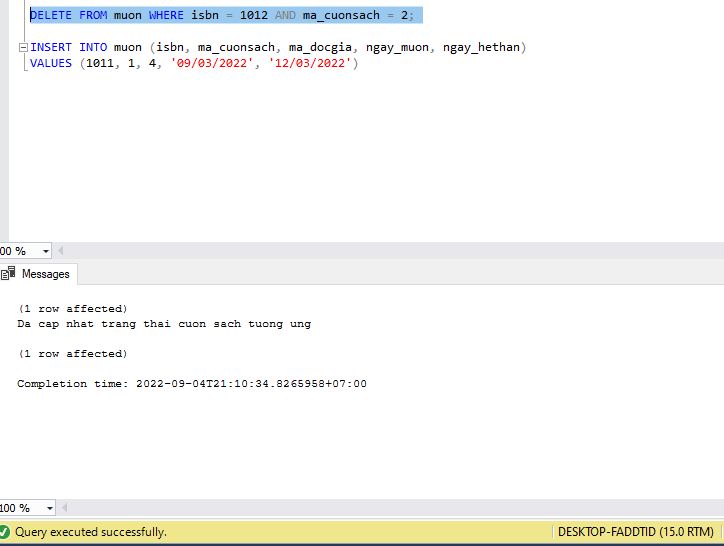 DELETE FROM muon WHERE isbn = 1012 AND ma_cuonsach = 2;
INSERT INTO muon (isbn, ma_cuonsach, ma_docgia, ngay_muon, ngay_hethan)
VALUES (1011, 1, 4, '09/03/2022', '12/03/2022')
00 %
Messages
(1 row affected)
Da cap nhat trang thai cuon sach tuong ung
(1 row affected)
Completion time: 2022-09-04T21:10:34.8265958+07:00
100 %
Query executed successfully.
DESKTOP-FADDTID (15.0 RTM)